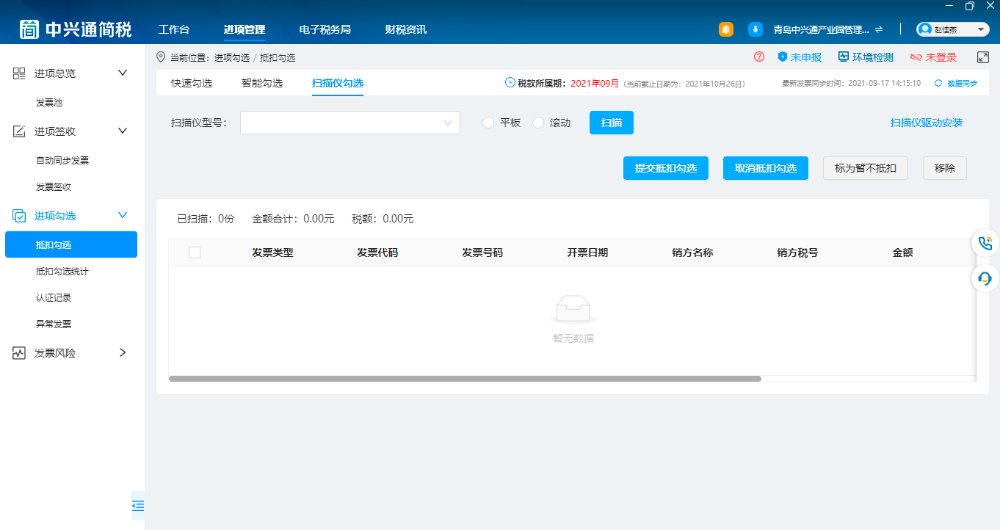 简 中兴通简税 工作台 进项管理 电子税务局 财税资讯 青岛中兴通产业园管理... 赵佳燕
当前位置: 进项勾选 / 抵扣勾选 未申报 环境检测 未登录
进项总览
发票池
进项签收
自动同步发票
发票签收
进项勾选
抵扣勾选
抵扣勾选统计
认证记录
异常发票
发票风险
快速勾选 智能勾选 扫描仪勾选 税款所属期: 2021年09月 (当前截止日期为: 2021年10月26日) 最新发票同步时间: 2021-09-17 14:15:10 数据同步
扫描仪型号: 平板 滚动 扫描 扫描仪驱动安装
提交抵扣勾选 取消抵扣勾选 标为暂不抵扣 移除
已扫描: 0份 金额合计: 0.00元 税额: 0.00元
发票类型 发票代码 发票号码 开票日期 销方名称 销方税号 金额
暂无数据